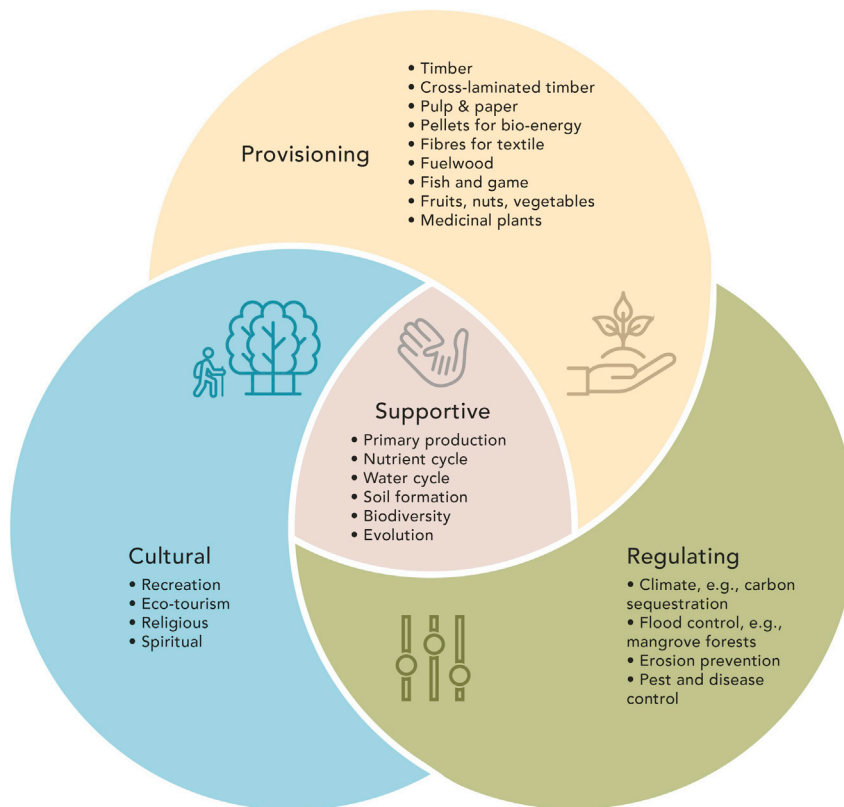 Provisioning
• Timber
• Cross-laminated timber
• Pulp & paper
• Pellets for bio-energy
• Fibres for textile
• Fuelwood
• Fish and game
• Fruits, nuts, vegetables
• Medicinal plants
Supportive
• Primary production
• Nutrient cycle
• Water cycle
• Soil formation
• Biodiversity
• Evolution
Cultural
• Recreation
• Eco-tourism
• Religious
• Spiritual
Regulating
• Climate, e.g., carbon
sequestration
• Flood control, e.g.,
mangrove forests
• Erosion prevention
• Pest and disease
control